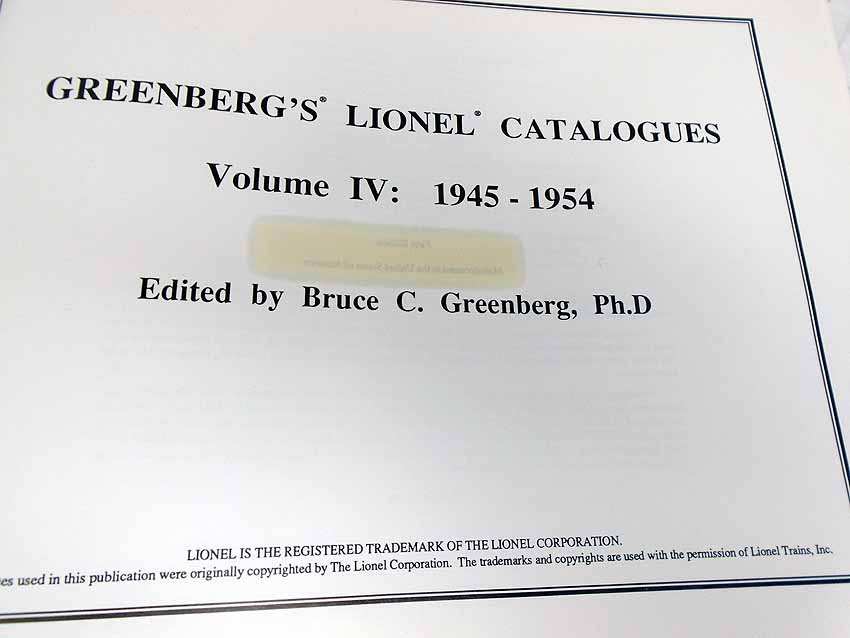 GREENBERG'S® LIONEL® CATALOGUES
Volume IV: 1945 - 1954
Edited by Bruce C. Greenberg, Ph.D
LIONEL IS THE REGISTERED TRADEMARK OF THE LIONEL CORPORATION.
used in this publication were originally copyrighted by The Lionel Corporation. The trademarks and copyrights are used with the permission of Lionel Trains, Inc.